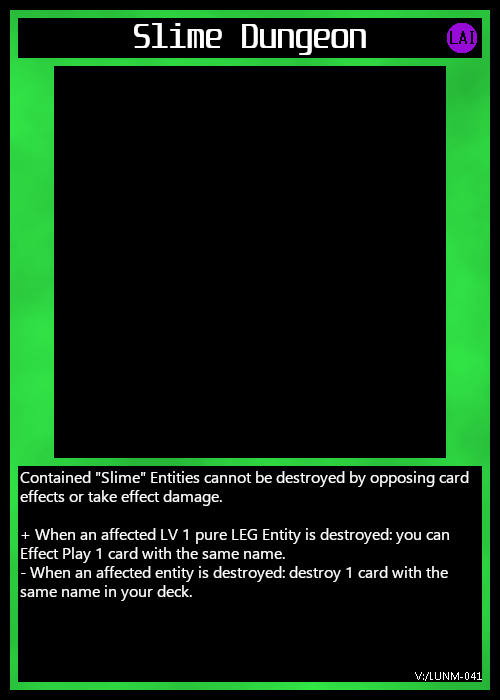 Slime Dungeon
LAI
Contained "Slime" Entities cannot be destroyed by opposing card
effects or take effect damage.
+ When an affected LV 1 pure LEG Entity is destroyed: you can
Effect Play 1 card with the same name.
- When an affected entity is destroyed: destroy 1 card with the
same name in your deck.
V:/LUNM-041